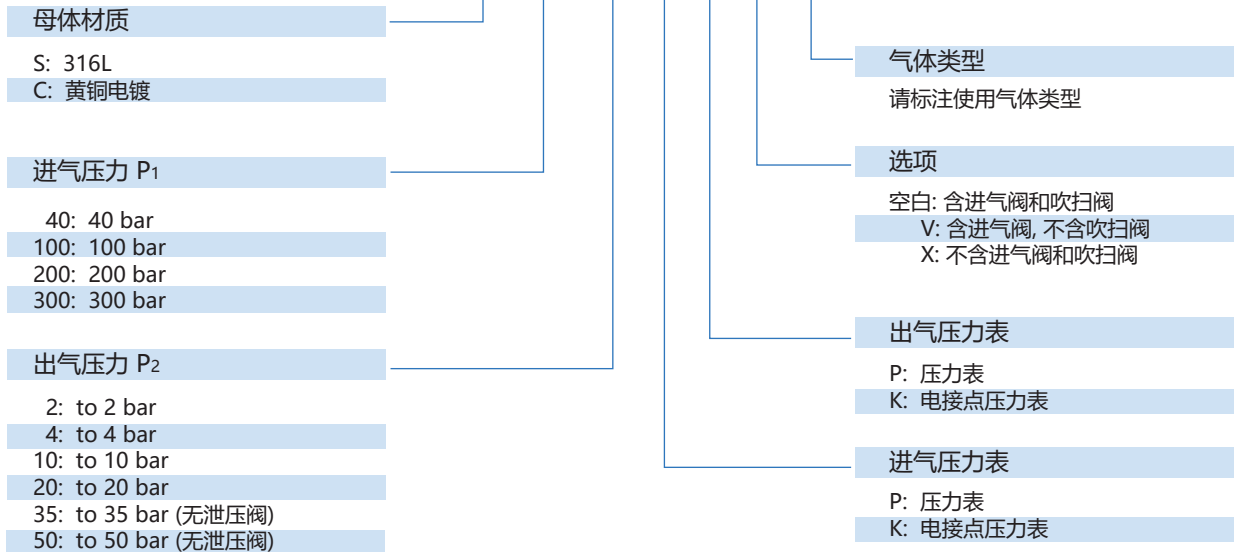 母体材质
S: 316L
C: 黄铜电镀
进气压力 P1
40: 40 bar
100: 100 bar
200: 200 bar
300: 300 bar
出气压力 P2
2: to 2 bar
4: to 4 bar
10: to 10 bar
20: to 20 bar
35: to 35 bar (无泄压阀)
50: to 50 bar (无泄压阀)
气体类型
请标注使用气体类型
选项
空白: 含进气阀和吹扫阀
V: 含进气阀, 不含吹扫阀
X: 不含进气阀和吹扫阀
出气压力表
P: 压力表
K: 电接点压力表
进气压力表
P: 压力表
K: 电接点压力表